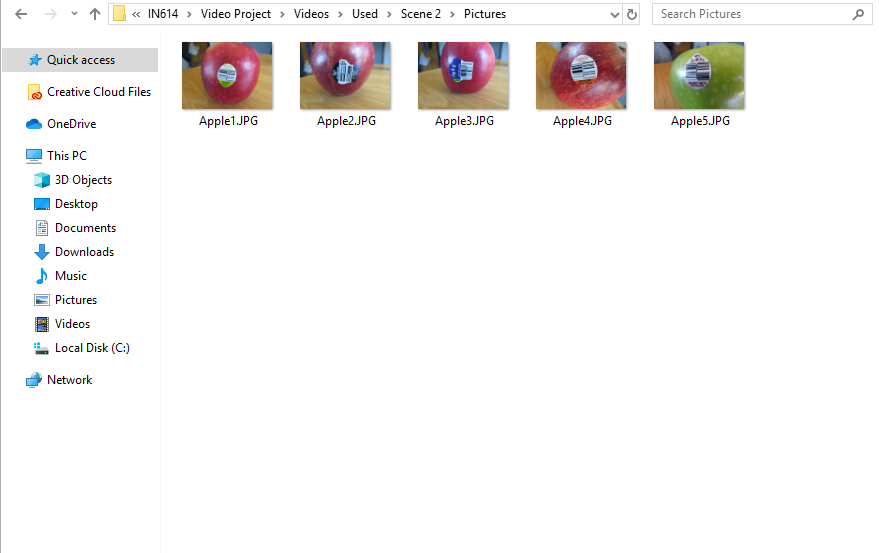 « IN614 > Video Project > Videos > Used > Scene 2 > Pictures
Search Pictures
Quick access
Creative Cloud Files
OneDrive
This PC
3D Objects
Desktop
Documents
Downloads
Music
Pictures
Videos
Local Disk (C:)
Network
Apple1.JPG
Apple2.JPG
Apple3.JPG
Apple4.JPG
Apple5.JPG